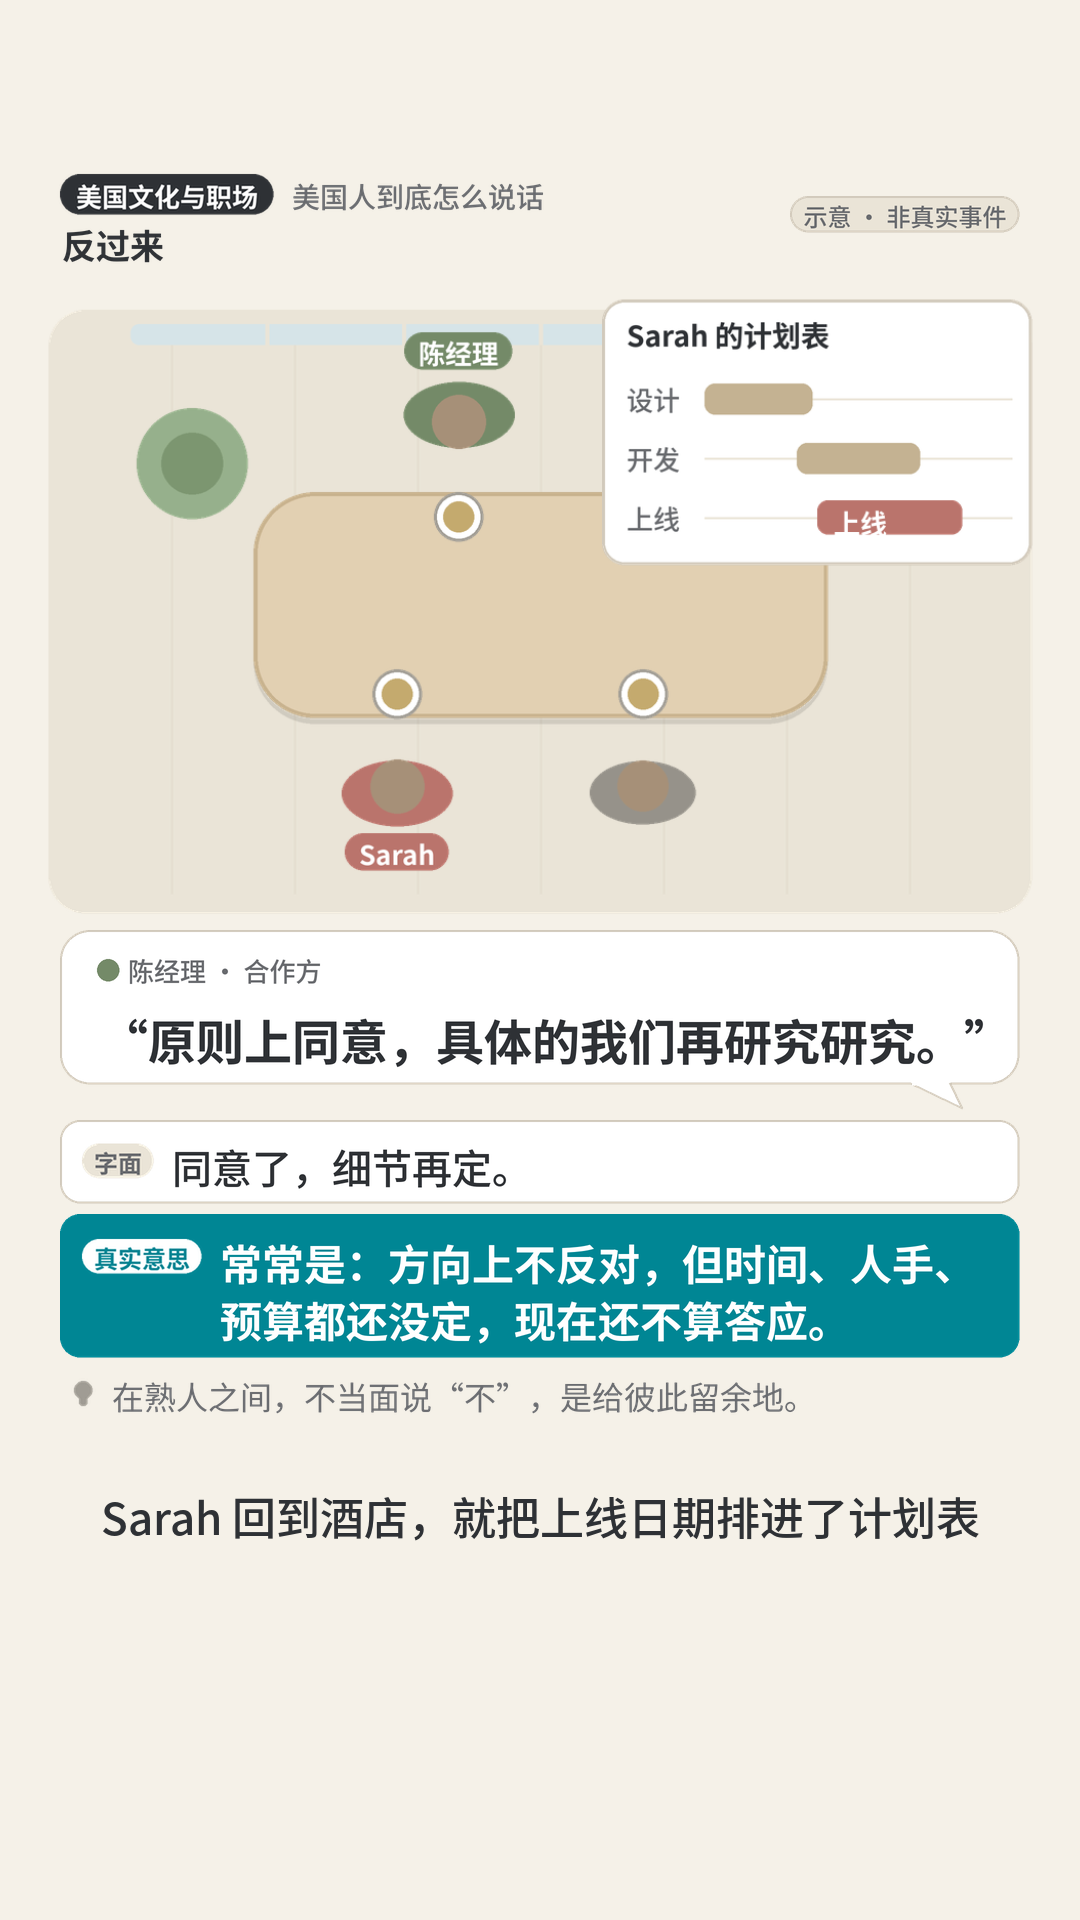 美国文化与职场 美国人到底怎么说话
反过来
示意 · 非真实事件
陈经理
Sarah 的计划表
设计
开发
上线
上线
Sarah
陈经理 · 合作方
“原则上同意，具体的我们再研究研究。”
字面 同意了，细节再定。
真实意思 常常是：方向上不反对，但时间、人手、
预算都还没定，现在还不算答应。
在熟人之间，不当面说“不”，是给彼此留余地。
Sarah 回到酒店，就把上线日期排进了计划表